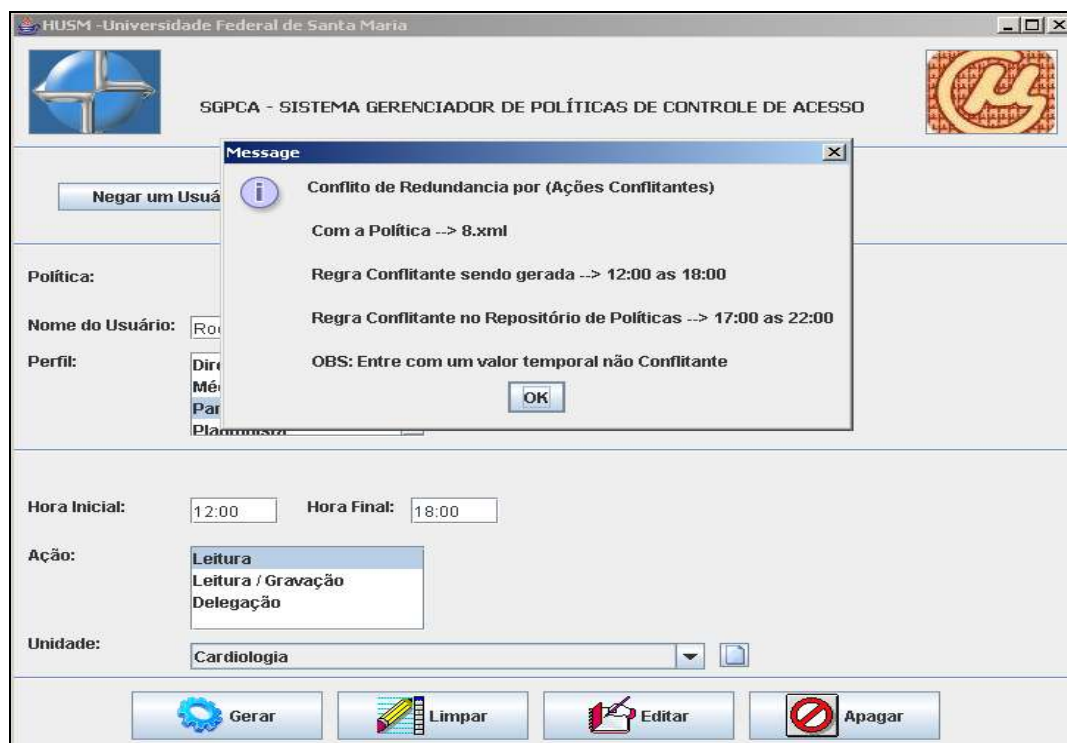 HUSM -Universidade Federal de Santa Maria
SGPCA - SISTEMA GERENCIADOR DE POLÍTICAS DE CONTROLE DE ACESSO
Message
Negar um
Conflito de Redundancia por (Ações Conflitantes)
Com a Política --> 8.xml
Regra Conflitante sendo gerada --> 12:00 as 18:00
Regra Conflitante no Repositório de Políticas --> 17:00 as 22:00
OBS: Entre com um valor temporal não Conflitante
OK
Política:
Nome do Usuário:
Perfil:
Hora Inicial: 12:00 Hora Final: 18:00
Ação: Leitura
Leitura / Gravação
Delegação
Unidade: Cardiologia
Gerar Limpar Editar Apagar